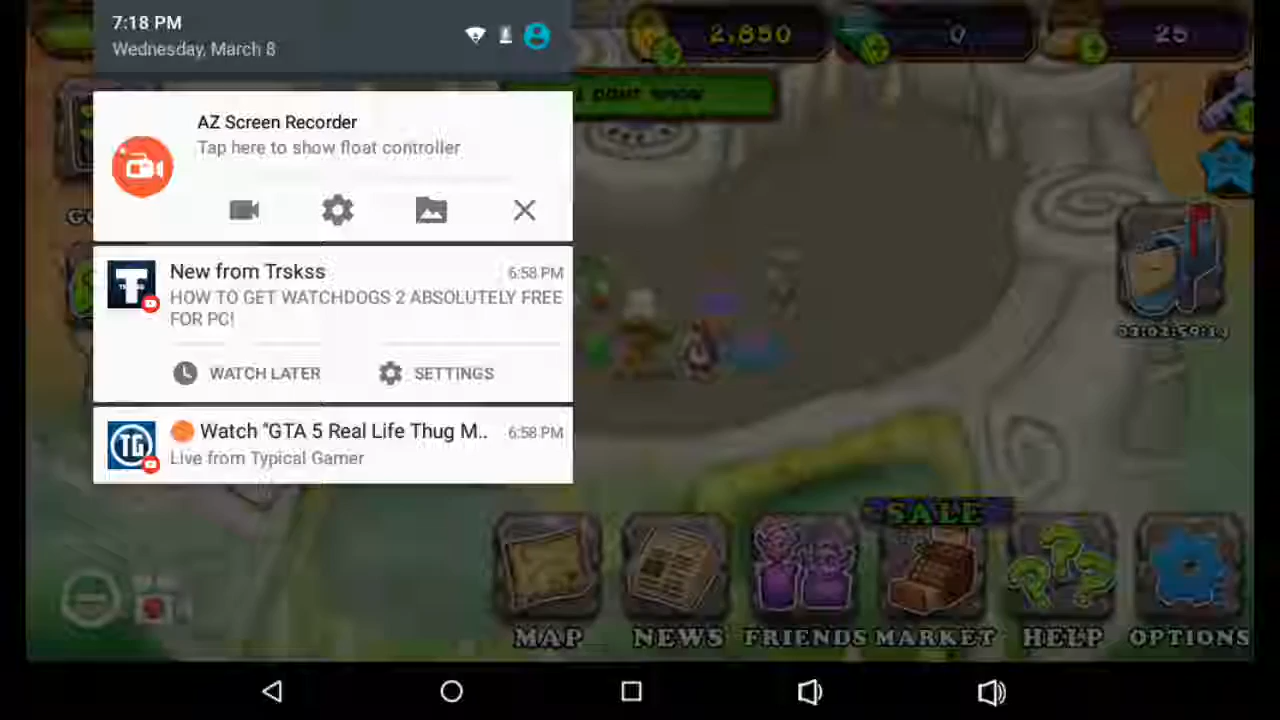 7:18 PM
Wednesday, March 8
2,850
0
25
I DONT KNOW
AZ Screen Recorder
Tap here to show float controller
New from Trskss
6:58 PM
HOW TO GET WATCHDOGS 2 ABSOLUTELY FREE
FOR PC!
WATCH LATER
SETTINGS
TG
Watch "GTA 5 Real Life Thug M..
6:58 PM
Live from Typical Gamer
SALE
MAP
NEWS
FRIENDS
MARKET
HELP
OPTIONS